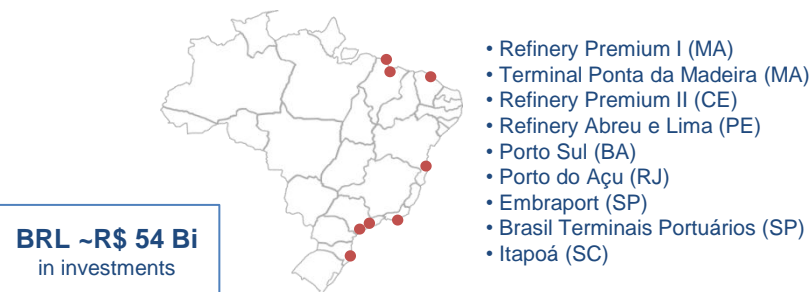 • Refinery Premium I (MA)
• Terminal Ponta da Madeira (MA)
• Refinery Premium II (CE)
• Refinery Abreu e Lima (PE)
• Porto Sul (BA)
• Porto do Açu (RJ)
• Embraport (SP)
• Brasil Terminais Portuários (SP)
• Itapoá (SC)
BRL ~R$ 54 Bi
in investments